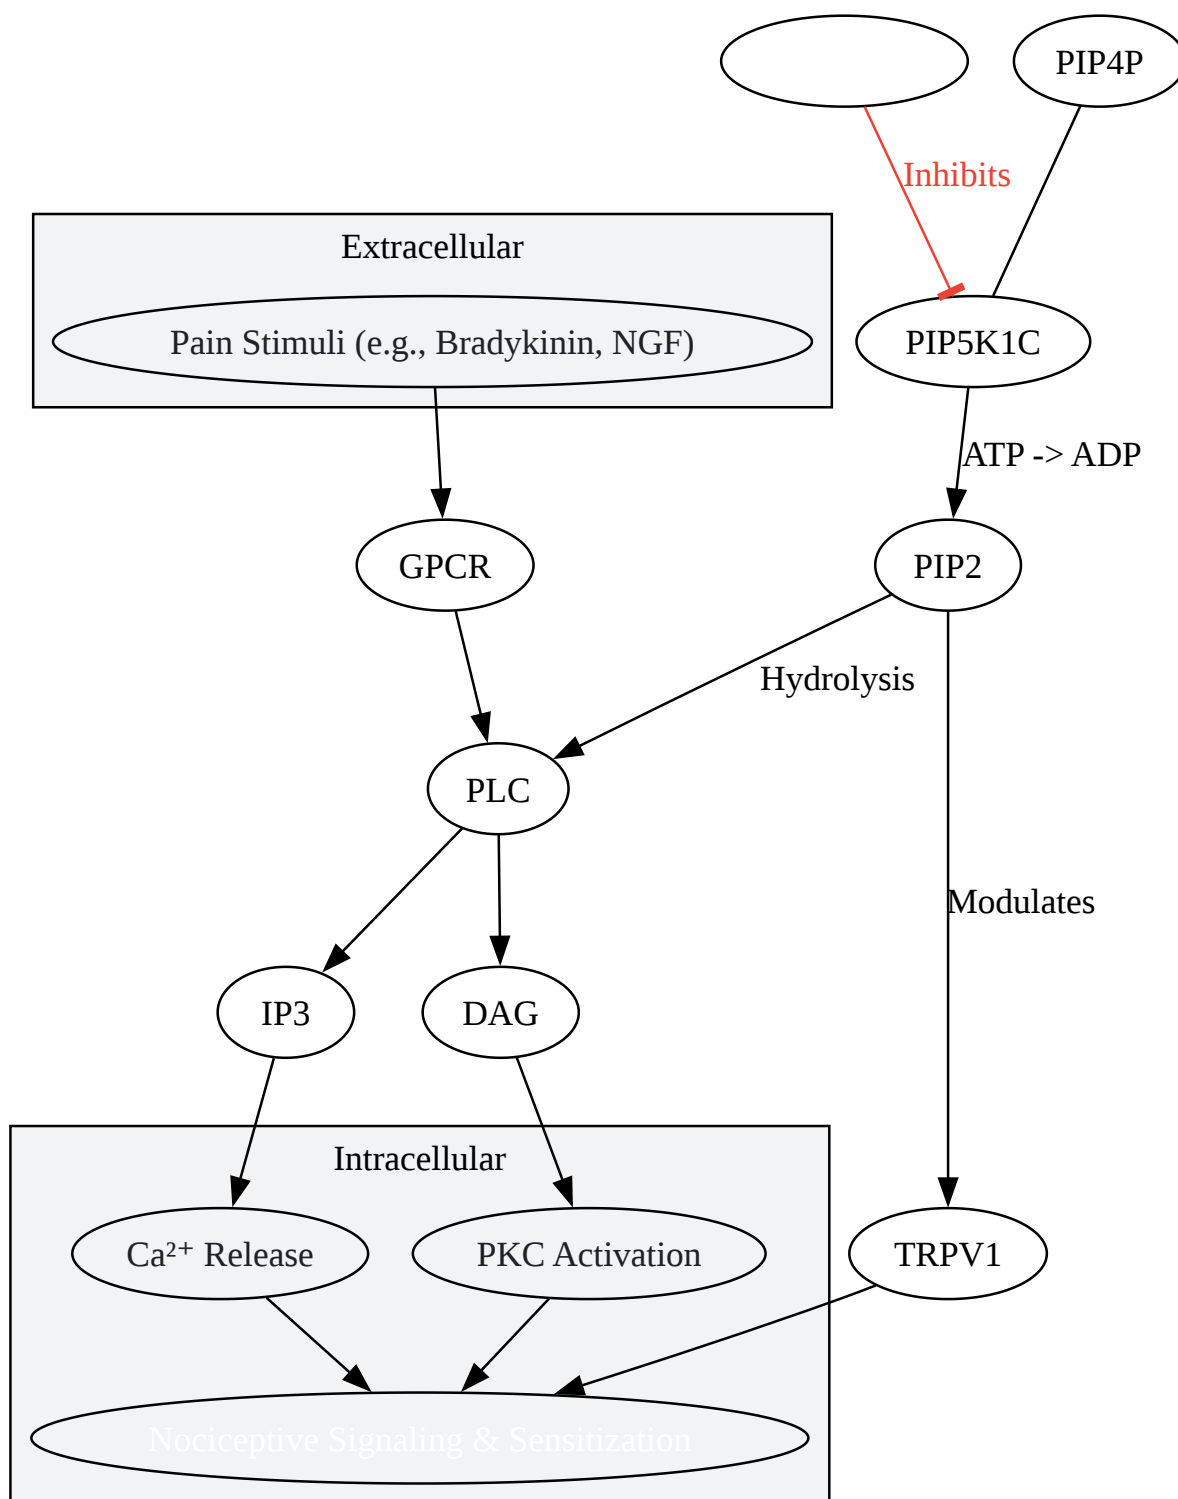 PIP4P
Inhibits
Extracellular
Pain Stimuli (e.g., Bradykinin, NGF)
PIP5K1C
ATP -> ADP
GPCR
PIP2
Hydrolysis
PLC
Modulates
IP3
DAG
Intracellular
Ca²⁺ Release
PKC Activation
TRPV1
Nociceptive Signaling & Sensitization